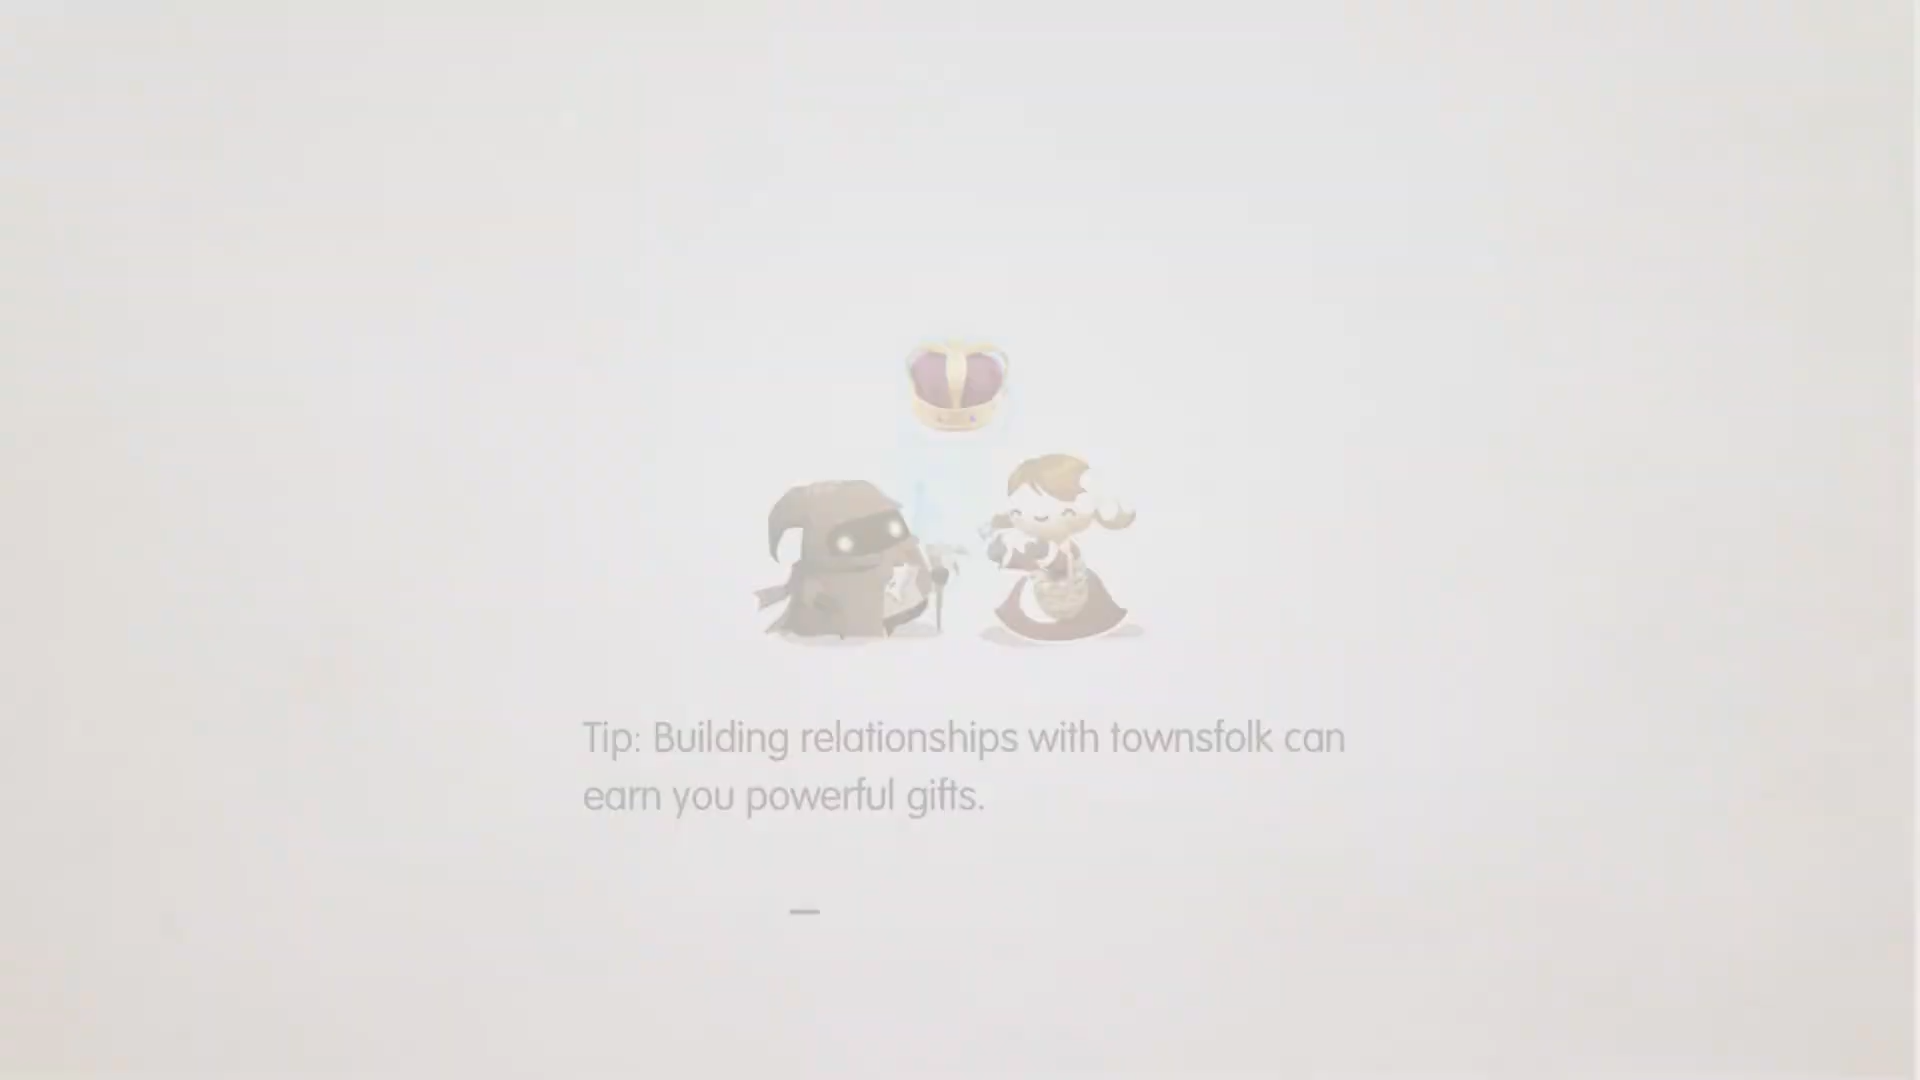 Tip: Building relationships with townsfolk can
earn you powerful gifts.